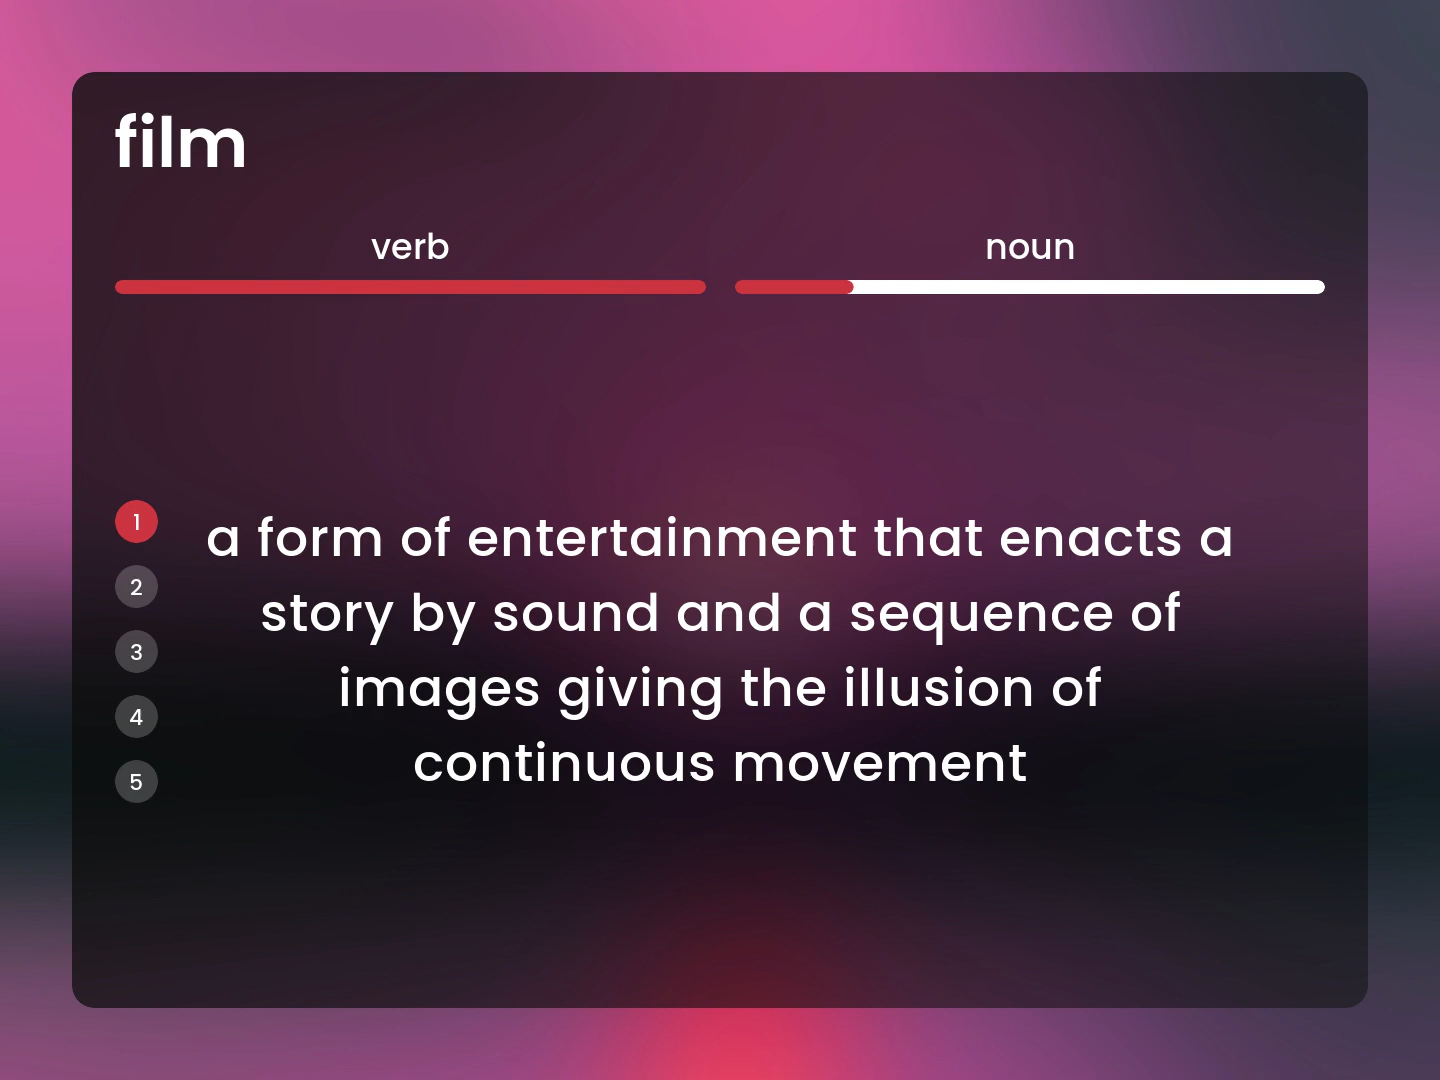 film
verb
noun
1
2
3
4
5
a form of entertainment that enacts a
story by sound and a sequence of
images giving the illusion of
continuous movement